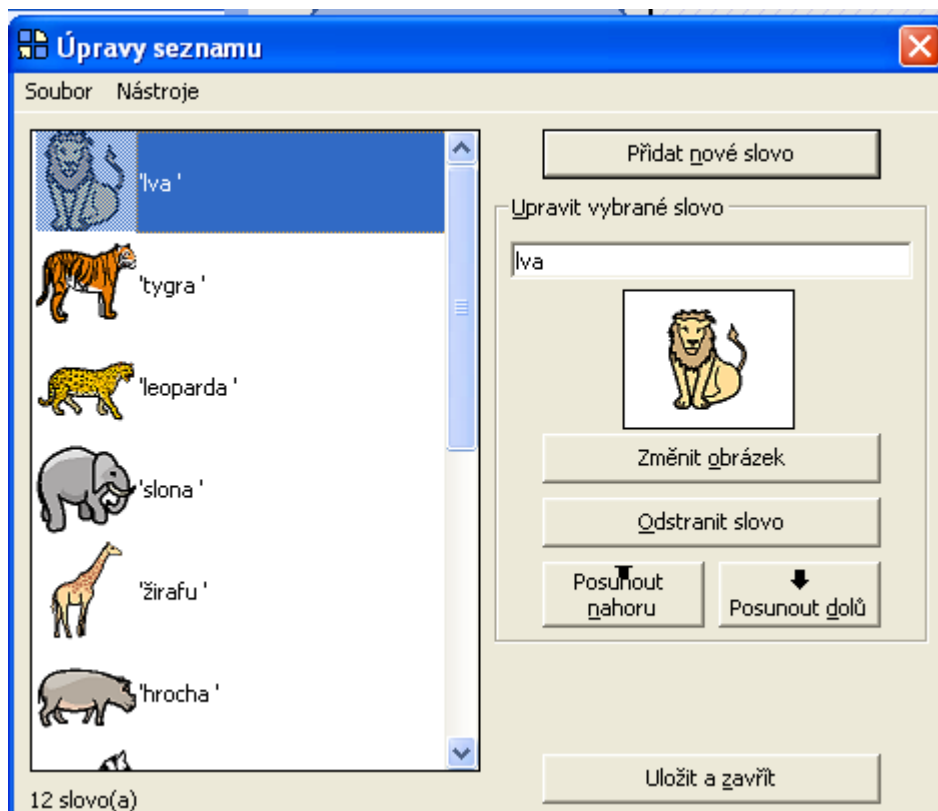 Úpravy seznamu
Soubor Nástroje
'lva '
'tygra '
'leoparda '
'slona '
'žirafu '
'hrocha '
12 slovo(a)
Přidat nové slovo
Upravit vybrané slovo
lva
Změnit obrázek
Odstranit slovo
Posunout
nahoru
Posunout dolů
Uložit a zavřít